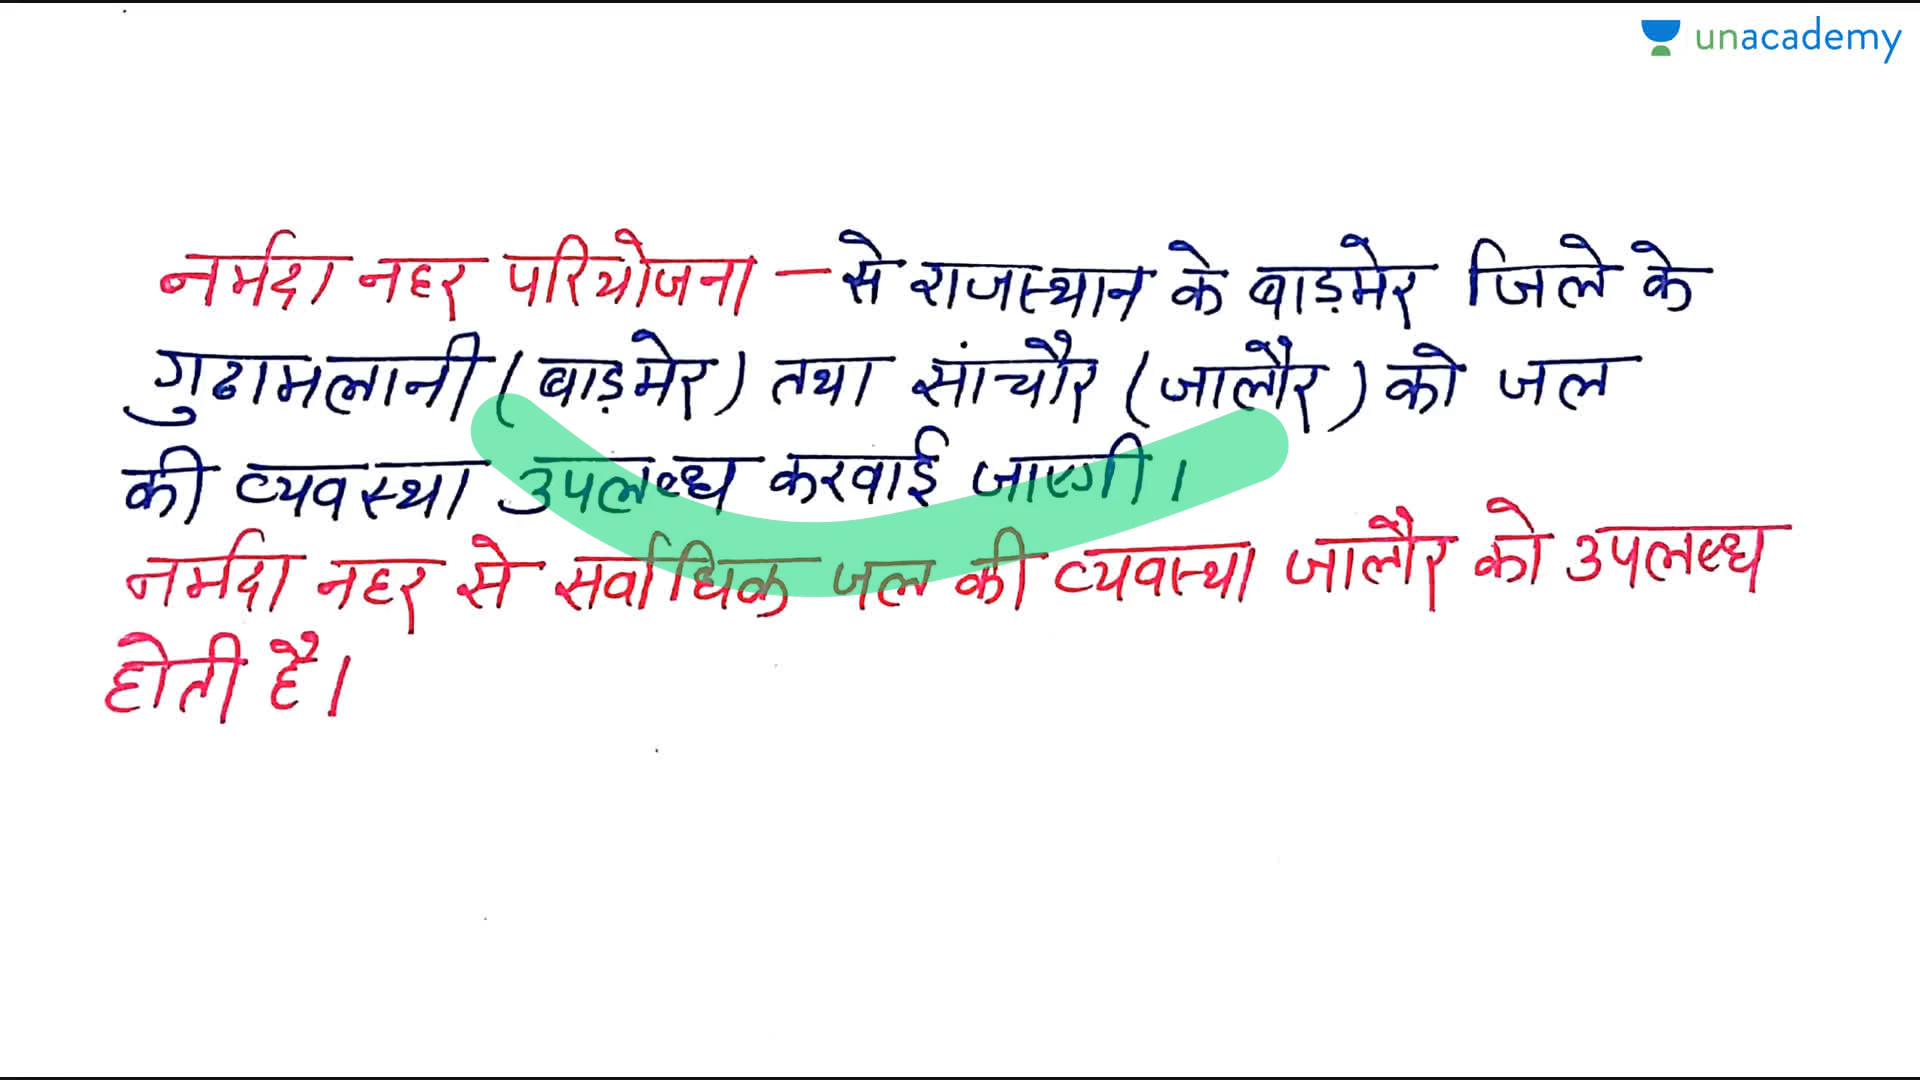 unacademy
नर्मदा नहर परियोजना – से राजस्थान के बाड़मेर जिले के
गुढामलानी (बाड़मेर) तथा सांचौर (जालौर) को जल
की व्यवस्था उपलब्ध करवाई जाएगी।
नर्मदा नहर से सर्वाधिक जल की व्यवस्था जालौर को उपलब्ध
होती है।